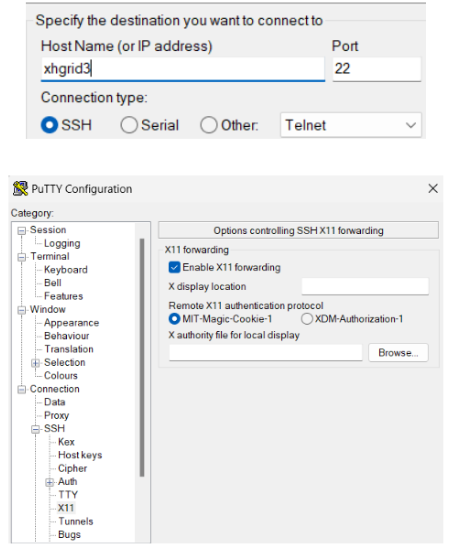 Specify the destination you want to connect to
Host Name (or IP address) Port
xhgrid3 22
Connection type:
SSH Serial Other: Telnet
PuTTY Configuration
Category:
Session
Logging
Terminal
Keyboard
Bell
Features
Window
Appearance
Behaviour
Translation
Selection
Colours
Connection
Data
Proxy
SSH
Kex
Host keys
Cipher
Auth
TTY
X11
Tunnels
Bugs
Options controlling SSH X11 forwarding
X11 forwarding
Enable X11 forwarding
X display location
Remote X11 authentication protocol
MIT-Magic-Cookie-1 XDM-Authorization-1
X authority file for local display
Browse...